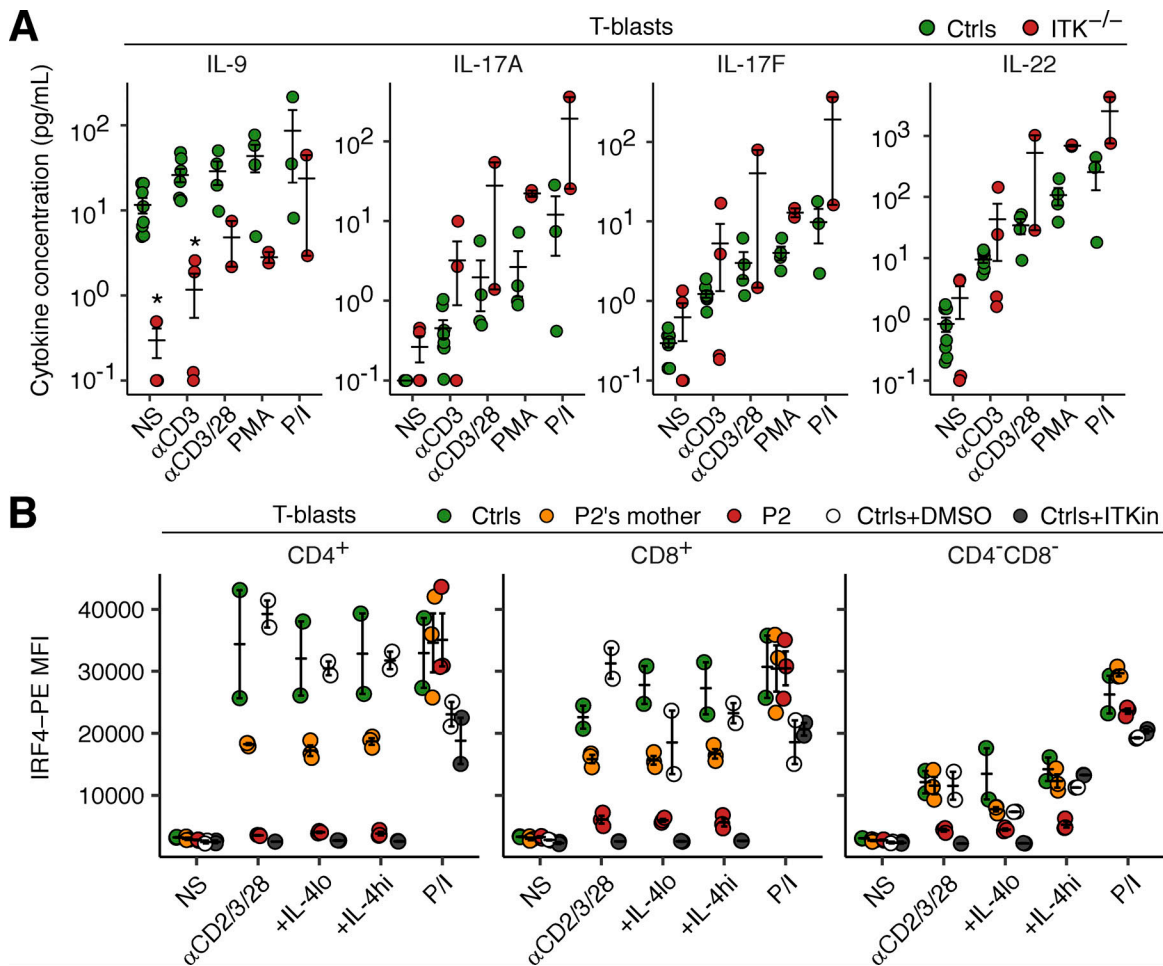 A
T-blasts
Ctrls ITK−/−
IL-9 IL-17A IL-17F IL-22
Cytokine concentration (pg/mL)
10² 10¹ 10⁰ 10⁻¹
10² 10¹ 10⁰ 10⁻¹
10² 10¹ 10⁰ 10⁻¹
10³ 10² 10¹ 10⁰ 10⁻¹
* *
NS αCD3 αCD3/28 PMA P/I
NS αCD3 αCD3/28 PMA P/I
NS αCD3 αCD3/28 PMA P/I
NS αCD3 αCD3/28 PMA P/I
B
T-blasts Ctrls P2's mother P2 Ctrls+DMSO Ctrls+ITKin
CD4⁺ CD8⁺ CD4⁻CD8⁻
IRF4−PE MFI
40000
30000
20000
10000
NS αCD2/3/28 +IL-4lo +IL-4hi P/I
NS αCD2/3/28 +IL-4lo +IL-4hi P/I
NS αCD2/3/28 +IL-4lo +IL-4hi P/I